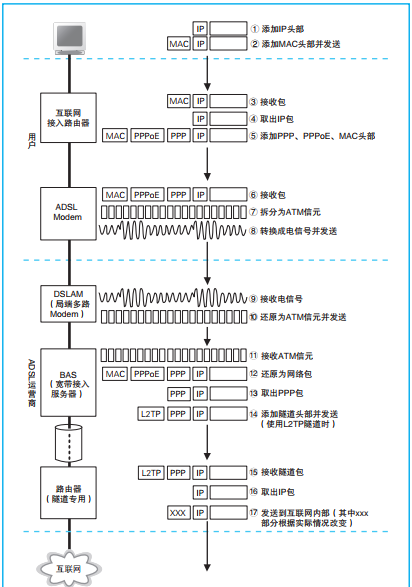 IP ① 添加IP头部
MAC IP ② 添加MAC头部并发送
互联网
接入路由器
MAC IP ③ 接收包
IP ④ 取出IP包
MAC PPPoE PPP IP ⑤ 添加PPP、PPPoE、MAC头部
用户
ADSL
Modem
MAC PPPoE PPP IP ⑥ 接收包
⑦ 拆分为ATM信元
⑧ 转换成电信号并发送
DSLAM
（局端多路
Modem）
⑨ 接收电信号
⑩ 还原为ATM信元并发送
BAS
（宽带接入
服务器）
⑪ 接收ATM信元
MAC PPPoE PPP IP ⑫ 还原为网络包
PPP IP ⑬ 取出PPP包
L2TP PPP IP ⑭ 添加隧道头部并发送
（使用L2TP隧道时）
ADSL运营商
路由器
（隧道专用）
L2TP PPP IP ⑮ 接收隧道包
IP ⑯ 取出IP包
XXX IP ⑰ 发送到互联网内部（其中xxx
部分根据实际情况改变）
互联网